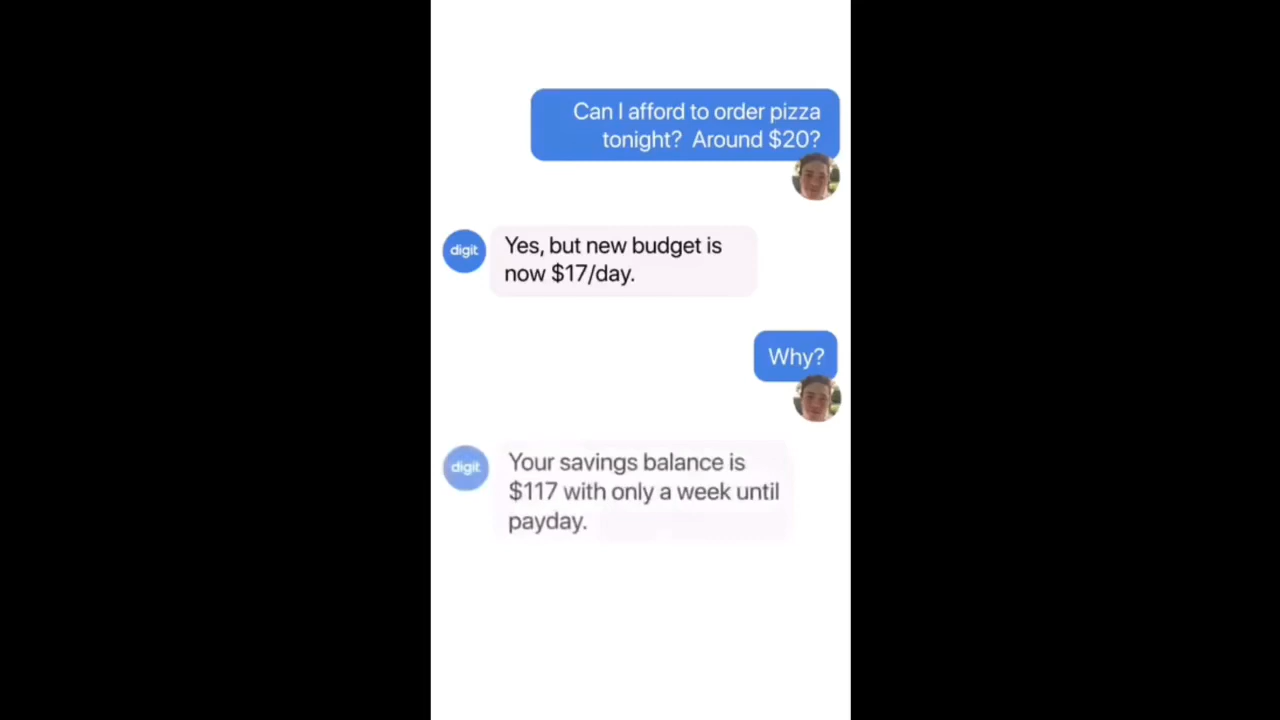 Can I afford to order pizza
tonight? Around $20?
digit
Yes, but new budget is
now $17/day.
Why?
digit
Your savings balance is
$117 with only a week until
payday.